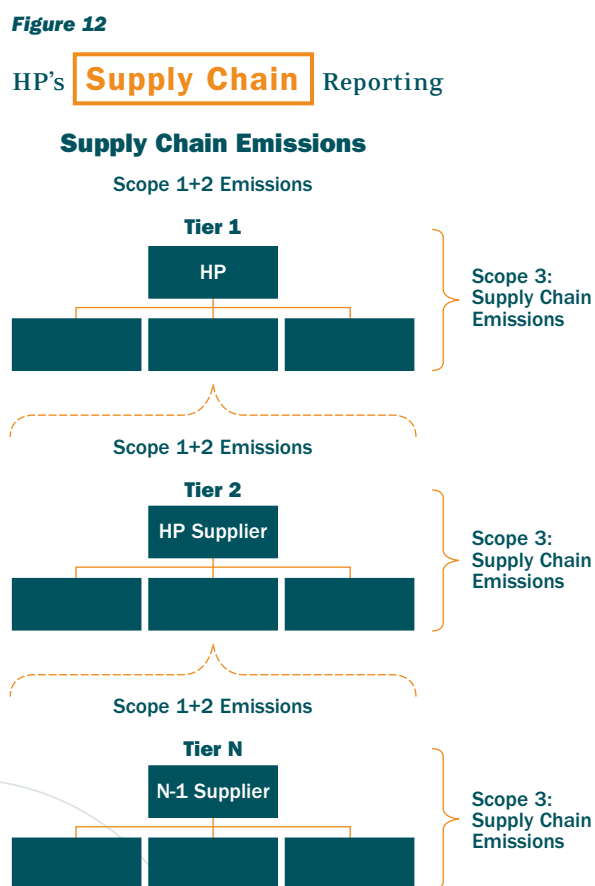 Figure 12
HP's Supply Chain Reporting
Supply Chain Emissions
Scope 1+2 Emissions
Tier 1
HP
Scope 3:
Supply Chain
Emissions
Scope 1+2 Emissions
Tier 2
HP Supplier
Scope 3:
Supply Chain
Emissions
Scope 1+2 Emissions
Tier N
N-1 Supplier
Scope 3:
Supply Chain
Emissions